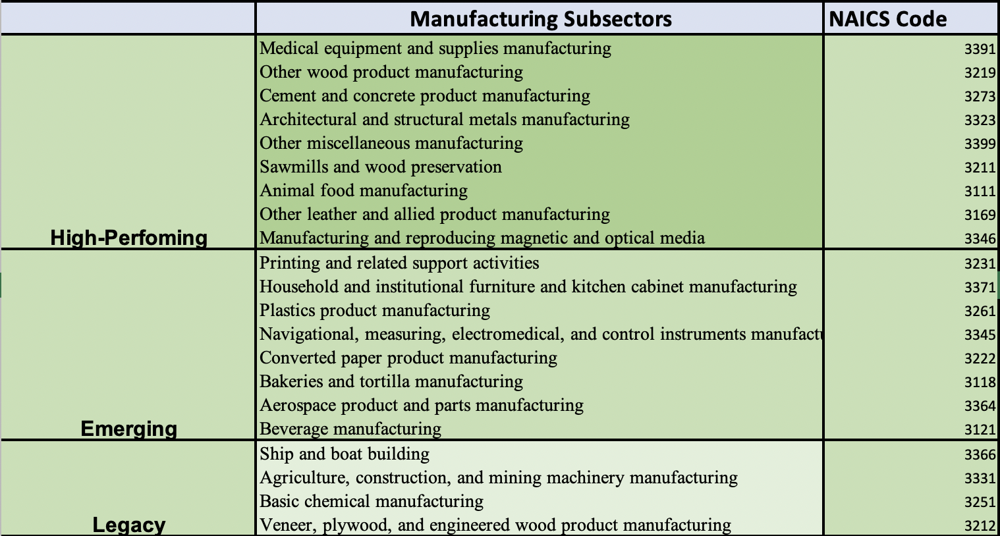 Manufacturing Subsectors NAICS Code
Medical equipment and supplies manufacturing 3391
Other wood product manufacturing 3219
Cement and concrete product manufacturing 3273
Architectural and structural metals manufacturing 3323
Other miscellaneous manufacturing 3399
Sawmills and wood preservation 3211
Animal food manufacturing 3111
Other leather and allied product manufacturing 3169
High-Perfoming Manufacturing and reproducing magnetic and optical media 3346
Printing and related support activities 3231
Household and institutional furniture and kitchen cabinet manufacturing 3371
Plastics product manufacturing 3261
Navigational, measuring, electromedical, and control instruments manufactu 3345
Converted paper product manufacturing 3222
Bakeries and tortilla manufacturing 3118
Aerospace product and parts manufacturing 3364
Emerging Beverage manufacturing 3121
Ship and boat building 3366
Agriculture, construction, and mining machinery manufacturing 3331
Basic chemical manufacturing 3251
Legacy Veneer, plywood, and engineered wood product manufacturing 3212